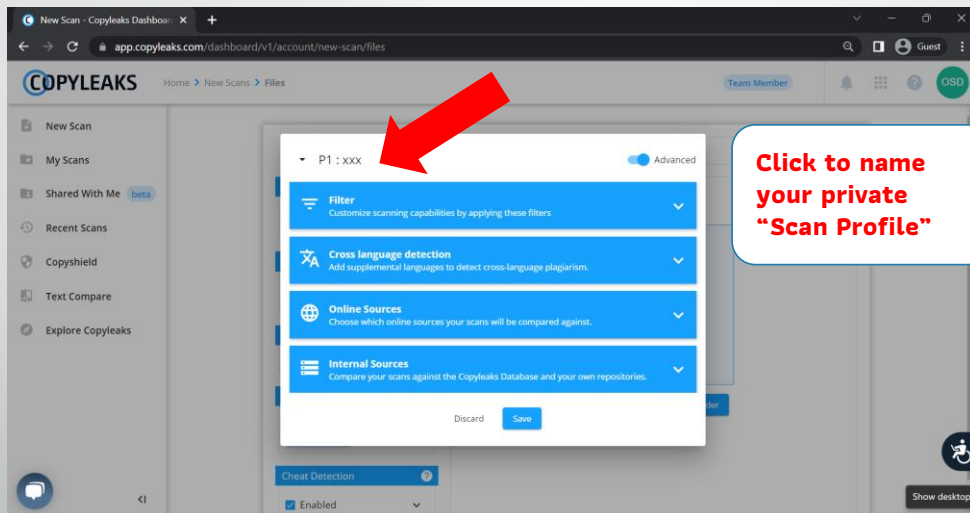 New Scan - Copyleaks Dashboar
app.copyleaks.com/dashboard/v1/account/new-scan/files
Guest
COPYLEAKS
Home > New Scans > Files
Team Member
OSD
New Scan
My Scans
Shared With Me beta
Recent Scans
Copyshield
Text Compare
Explore Copyleaks
P1 : xxx
Advanced
Filter
Customize scanning capabilities by applying these filters
Cross language detection
Add supplemental languages to detect cross-language plagiarism.
Online Sources
Choose which online sources your scans will be compared against.
Internal Sources
Compare your scans against the Copyleaks Database and your own repositories.
Discard
Save
Cheat Detection
Enabled
Click to name
your private
“Scan Profile”
Show desktop